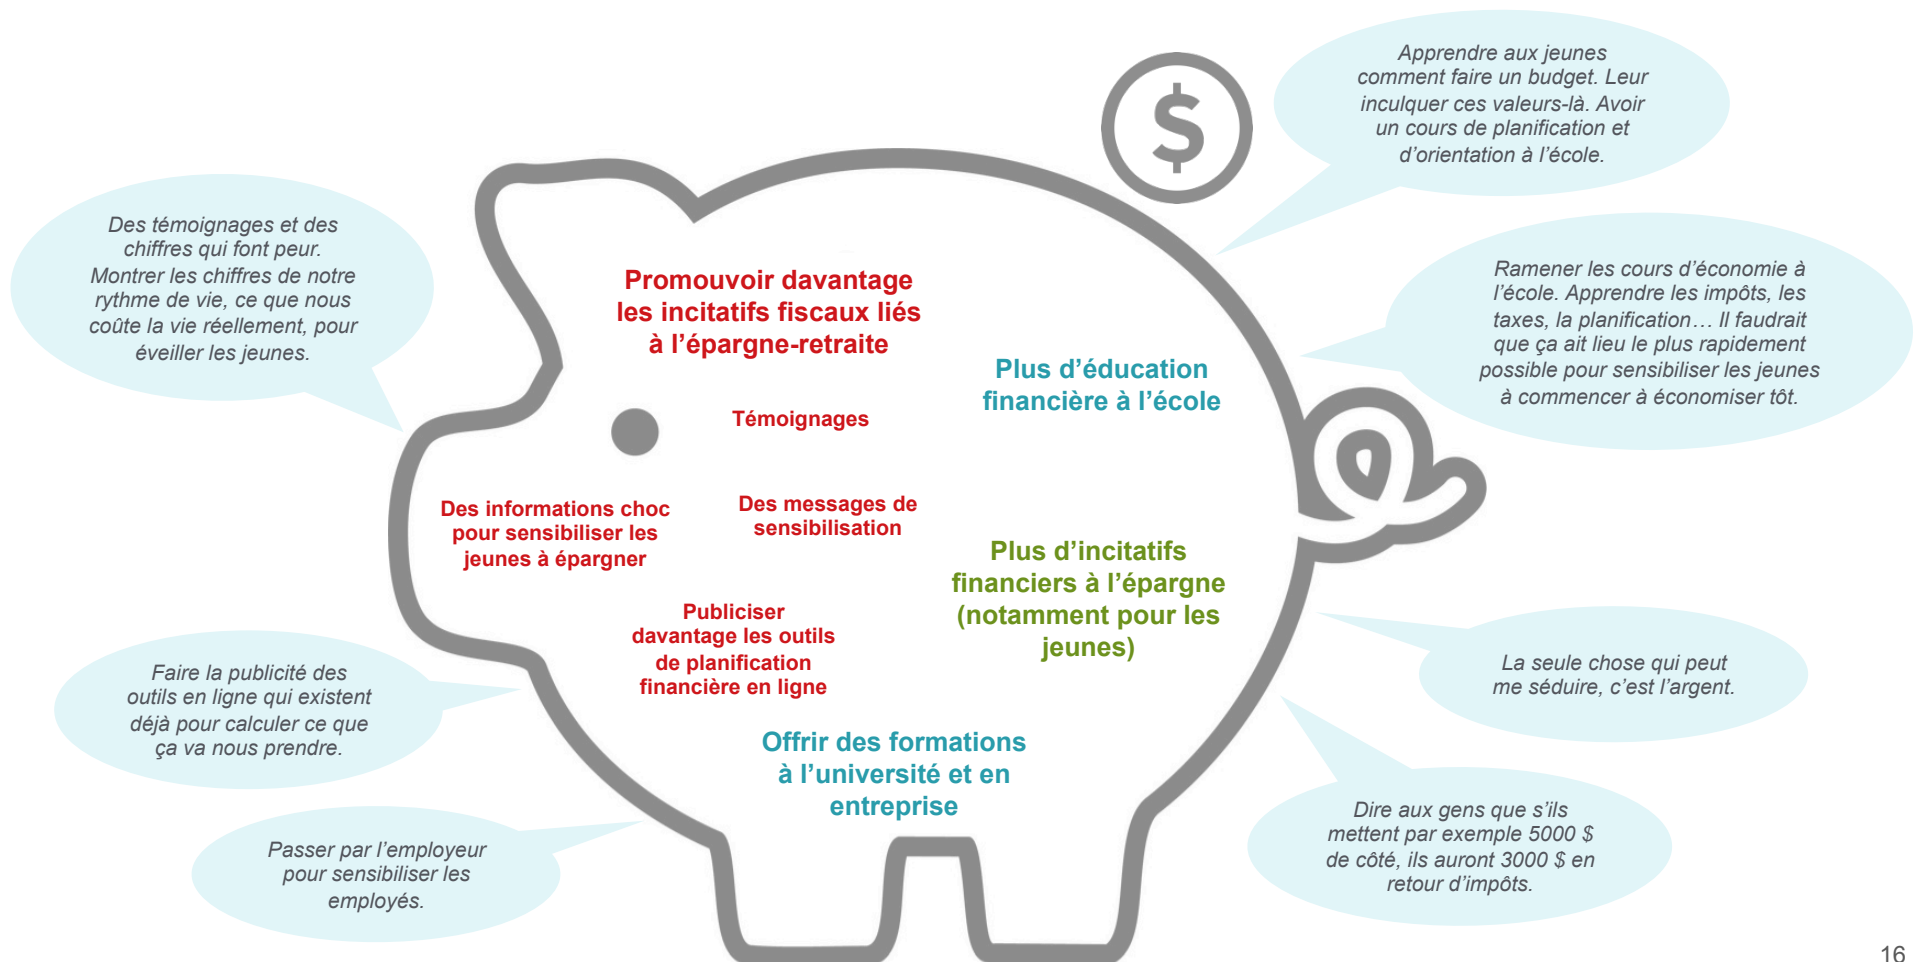 $
Apprendre aux jeunes
comment faire un budget. Leur
inculquer ces valeurs-là. Avoir
un cours de planification et
d’orientation à l’école.
Des témoignages et des
chiffres qui font peur.
Montrer les chiffres de notre
rythme de vie, ce que nous
coûte la vie réellement, pour
éveiller les jeunes.
Promouvoir davantage
les incitatifs fiscaux liés
à l’épargne-retraite
Ramener les cours d’économie à
l’école. Apprendre les impôts, les
taxes, la planification… Il faudrait
que ça ait lieu le plus rapidement
possible pour sensibiliser les jeunes
à commencer à économiser tôt.
Plus d’éducation
financière à l’école
Témoignages
Des informations choc
pour sensibiliser les
jeunes à épargner
Des messages de
sensibilisation
Plus d’incitatifs
financiers à l’épargne
(notamment pour les
jeunes)
Publiciser
davantage les outils
de planification
financière en ligne
Faire la publicité des
outils en ligne qui existent
déjà pour calculer ce que
ça va nous prendre.
La seule chose qui peut
me séduire, c’est l’argent.
Offrir des formations
à l’université et en
entreprise
Passer par l’employeur
pour sensibiliser les
employés.
Dire aux gens que s’ils
mettent par exemple 5000 $
de côté, ils auront 3000 $ en
retour d’impôts.
16